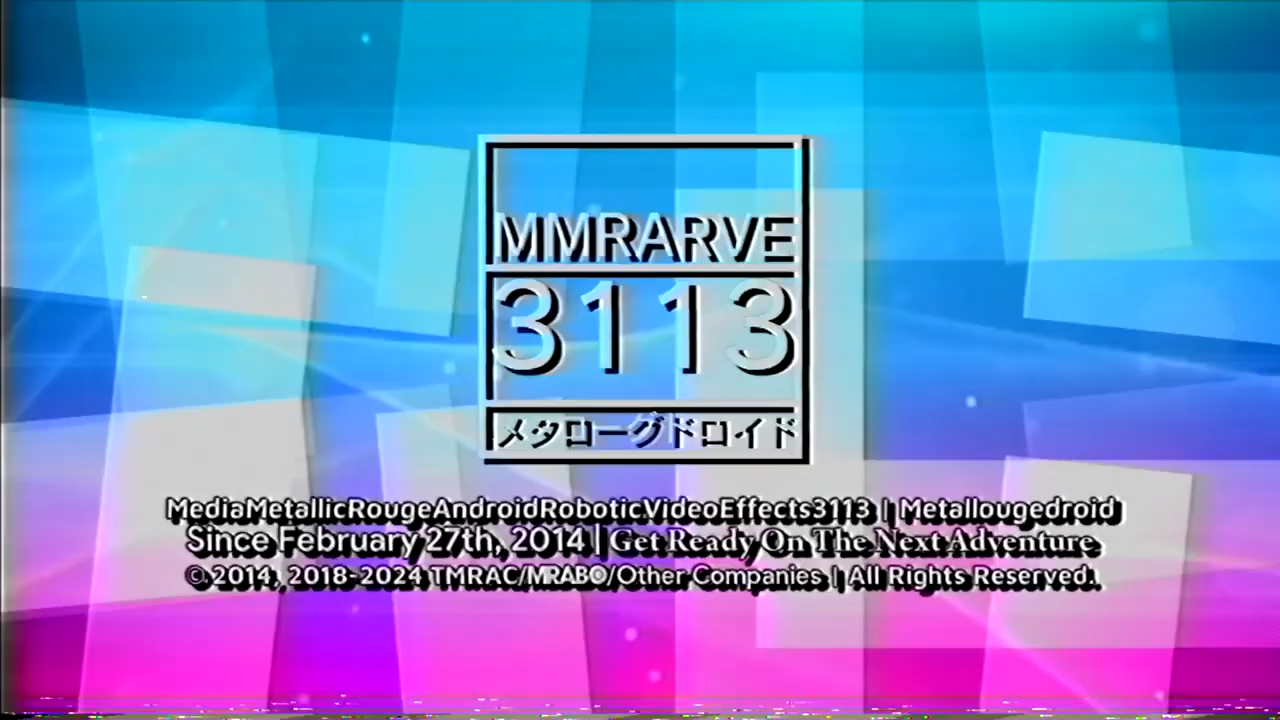 MMRARVE
3113
メタローグドロイド
MediaMetallicRougeAndroidRoboticVideoEffects3113 | Metallougedroid
Since February 27th, 2014 | Get Ready On The Next Adventure
©2014, 2018-2024 TMRAC/MRABO/Other Companies | All Rights Reserved.